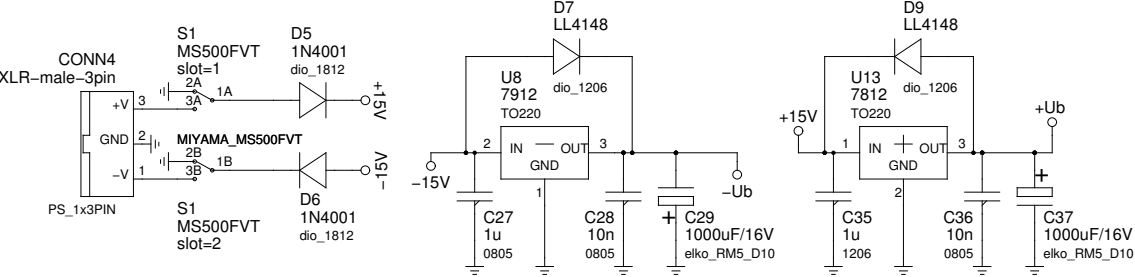 CONN4
XLR-male-3pin
+V
3
GND
2
-V
1
PS_1x3PIN
S1
MS500FVT
slot=1
2A
3A
1A
MIYAMA_MS500FVT
2B
3B
1B
S1
MS500FVT
slot=2
D5
1N4001
dio_1812
+15V
-15V
D6
1N4001
dio_1812
D7
LL4148
dio_1206
U8
7912
TO220
2
IN
—
OUT
3
GND
1
-15V
-Ub
C27
1u
0805
C28
10n
0805
+
C29
1000uF/16V
elko_RM5_D10
D9
LL4148
dio_1206
U13
7812
TO220
+15V
1
IN
+
OUT
3
GND
2
+Ub
C35
1u
1206
C36
10n
0805
+
C37
1000uF/16V
elko_RM5_D10